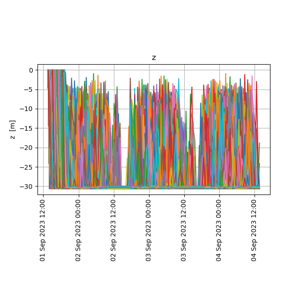 z
0
−5
−10
−15
−20
−25
−30
z [m]
01 Sep 2023 12:00
02 Sep 2023 00:00
02 Sep 2023 12:00
03 Sep 2023 00:00
03 Sep 2023 12:00
04 Sep 2023 00:00
04 Sep 2023 12:00